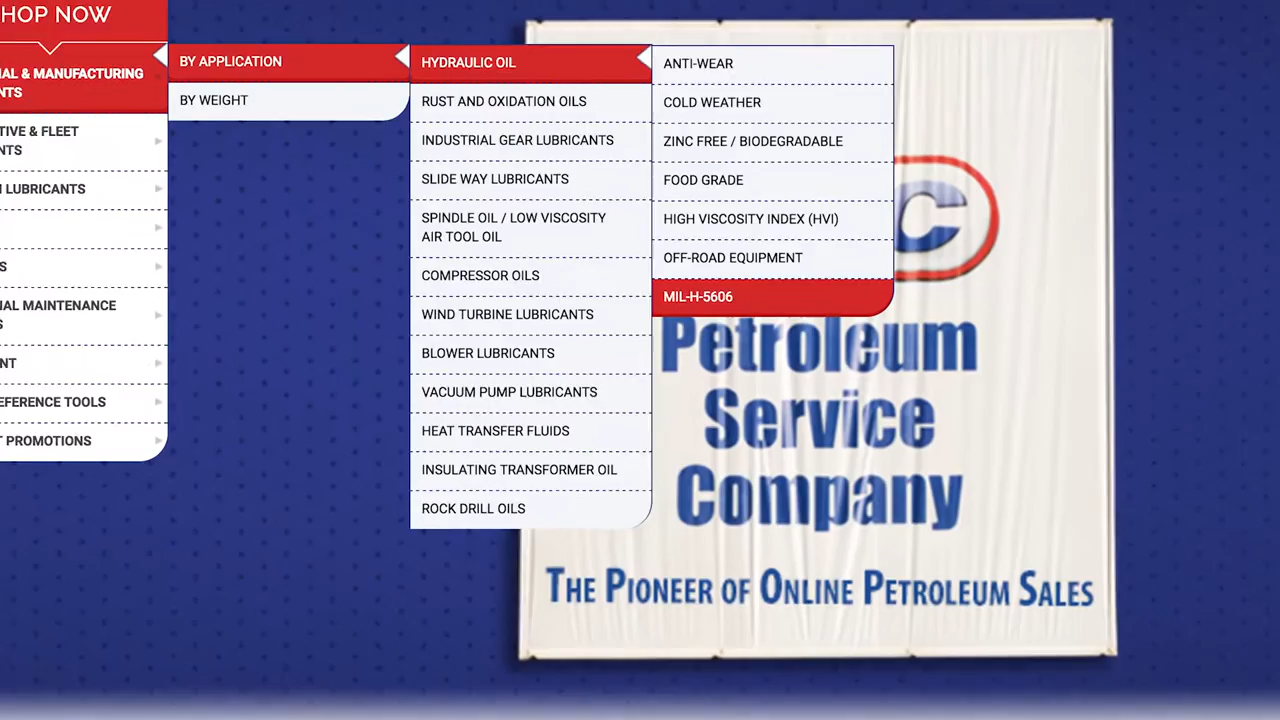 HOP NOW
AL & MANUFACTURING
NTS
TIVE & FLEET
NTS
LUBRICANTS
S
AL MAINTENANCE
S
NT
EFERENCE TOOLS
T PROMOTIONS
BY APPLICATION
BY WEIGHT
HYDRAULIC OIL
RUST AND OXIDATION OILS
INDUSTRIAL GEAR LUBRICANTS
SLIDE WAY LUBRICANTS
SPINDLE OIL / LOW VISCOSITY
AIR TOOL OIL
COMPRESSOR OILS
WIND TURBINE LUBRICANTS
BLOWER LUBRICANTS
VACUUM PUMP LUBRICANTS
HEAT TRANSFER FLUIDS
INSULATING TRANSFORMER OIL
ROCK DRILL OILS
ANTI-WEAR
COLD WEATHER
ZINC FREE / BIODEGRADABLE
FOOD GRADE
HIGH VISCOSITY INDEX (HVI)
OFF-ROAD EQUIPMENT
MIL-H-5606
C
Petroleum
Service
Company
THE PIONEER OF ONLINE PETROLEUM SALES